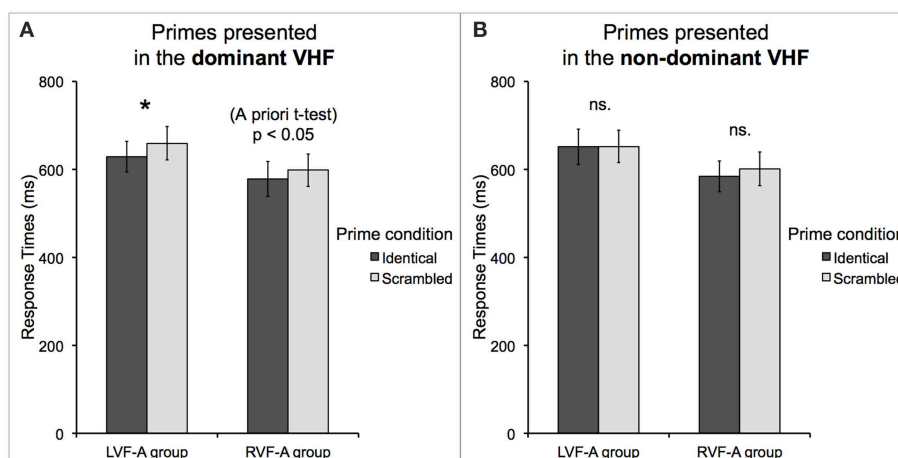 A
Primes presented
in the dominant VHF
800
600
400
200
0
Response Times (ms)
*
(A priori t-test)
p < 0.05
Prime condition
Identical
Scrambled
LVF-A group
RVF-A group
B
Primes presented
in the non-dominant VHF
800
600
400
200
0
Response Times (ms)
ns.
ns.
Prime condition
Identical
Scrambled
LVF-A group
RVF-A group